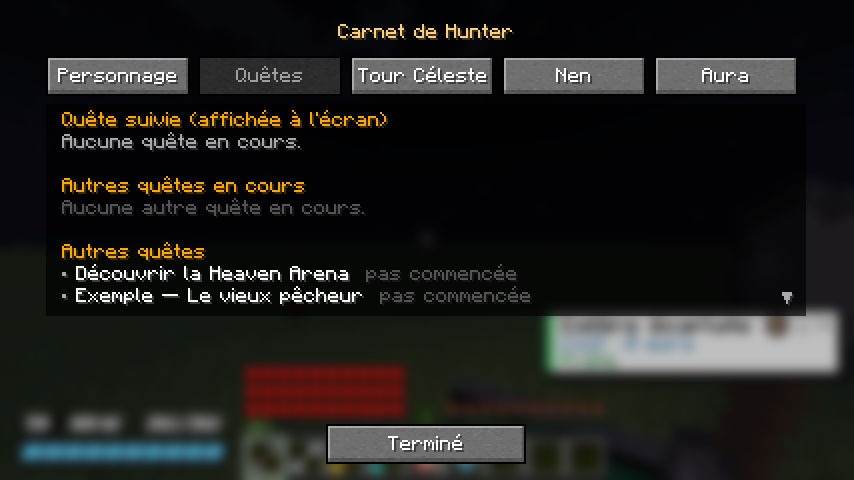 Carnet de Hunter
Personnage
Quêtes
Tour Céleste
Nen
Aura
Quête suivie (affichée à l'écran)
Aucune quête en cours.
Autres quêtes en cours
Aucune autre quête en cours.
Autres quêtes
• Découvrir la Heaven Arena pas commencée
• Exemple — Le vieux pêcheur pas commencée
Terminé